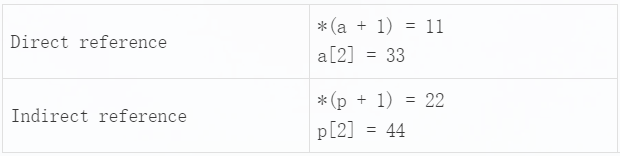 Direct reference
*(a + 1) = 11
a[2] = 33
Indirect reference
*(p + 1) = 22
p[2] = 44